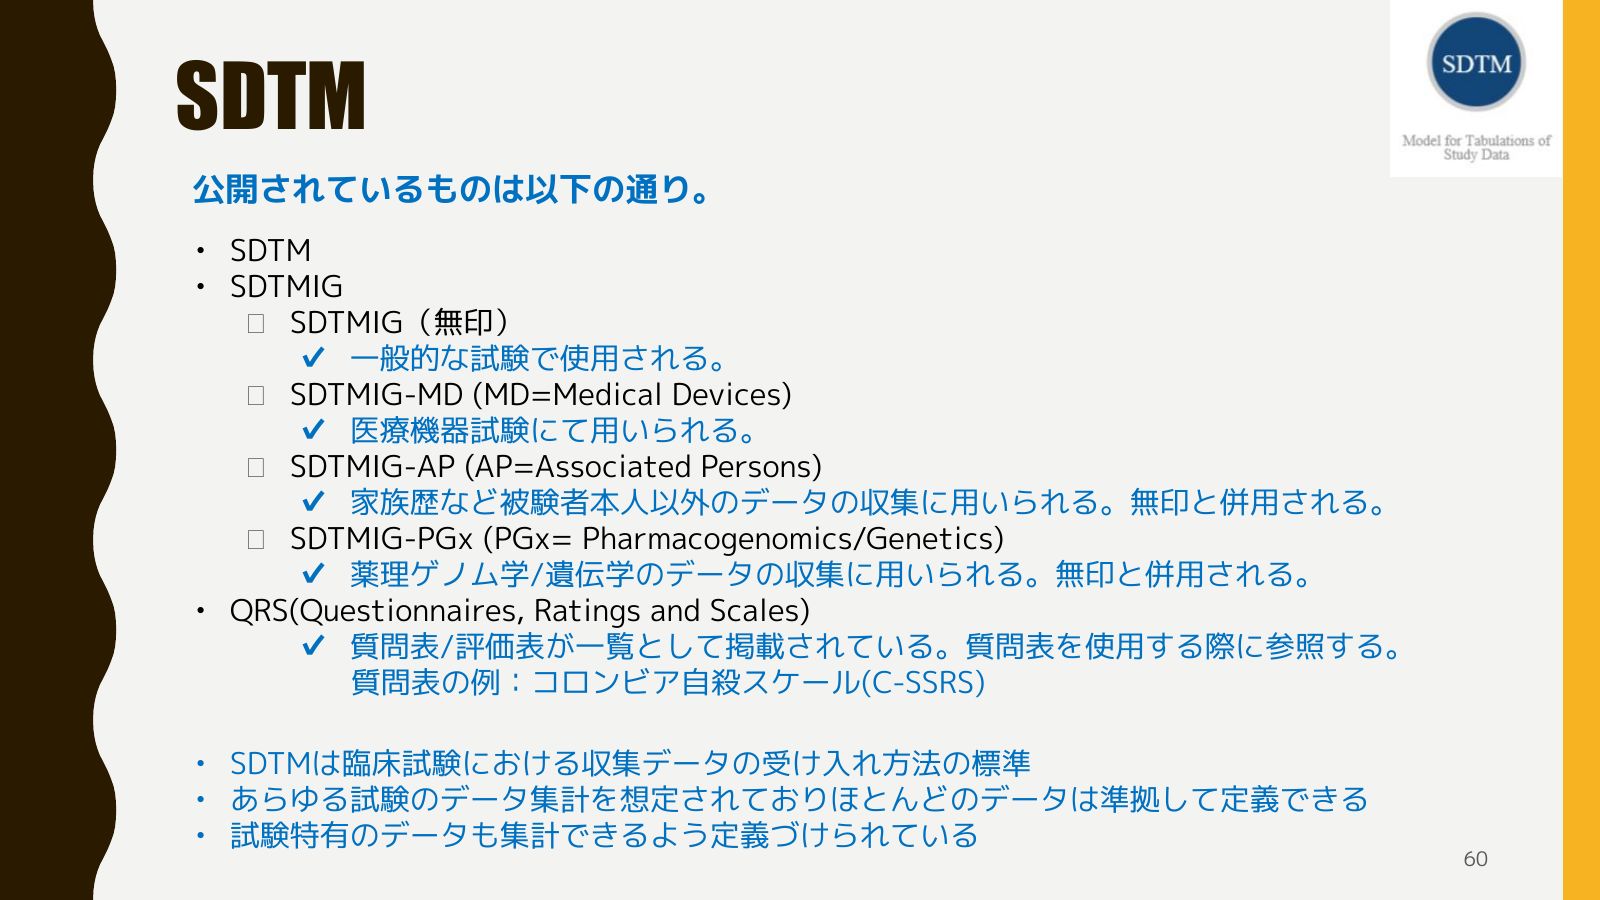 SDTM
SDTM
Model for Tabulations of
Study Data
公開されているものは以下の通り。
・ SDTM
・ SDTMIG
□ SDTMIG（無印）
✔ 一般的な試験で使用される。
□ SDTMIG-MD (MD=Medical Devices)
✔ 医療機器試験にて用いられる。
□ SDTMIG-AP (AP=Associated Persons)
✔ 家族歴など被験者本人以外のデータの収集に用いられる。無印と併用される。
□ SDTMIG-PGx (PGx= Pharmacogenomics/Genetics)
✔ 薬理ゲノム学/遺伝学のデータの収集に用いられる。無印と併用される。
・ QRS(Questionnaires, Ratings and Scales)
✔ 質問表/評価表が一覧として掲載されている。質問表を使用する際に参照する。
質問表の例：コロンビア自殺スケール(C-SSRS)
・ SDTMは臨床試験における収集データの受け入れ方法の標準
・ あらゆる試験のデータ集計を想定されておりほとんどのデータは準拠して定義できる
・ 試験特有のデータも集計できるよう定義づけられている
60